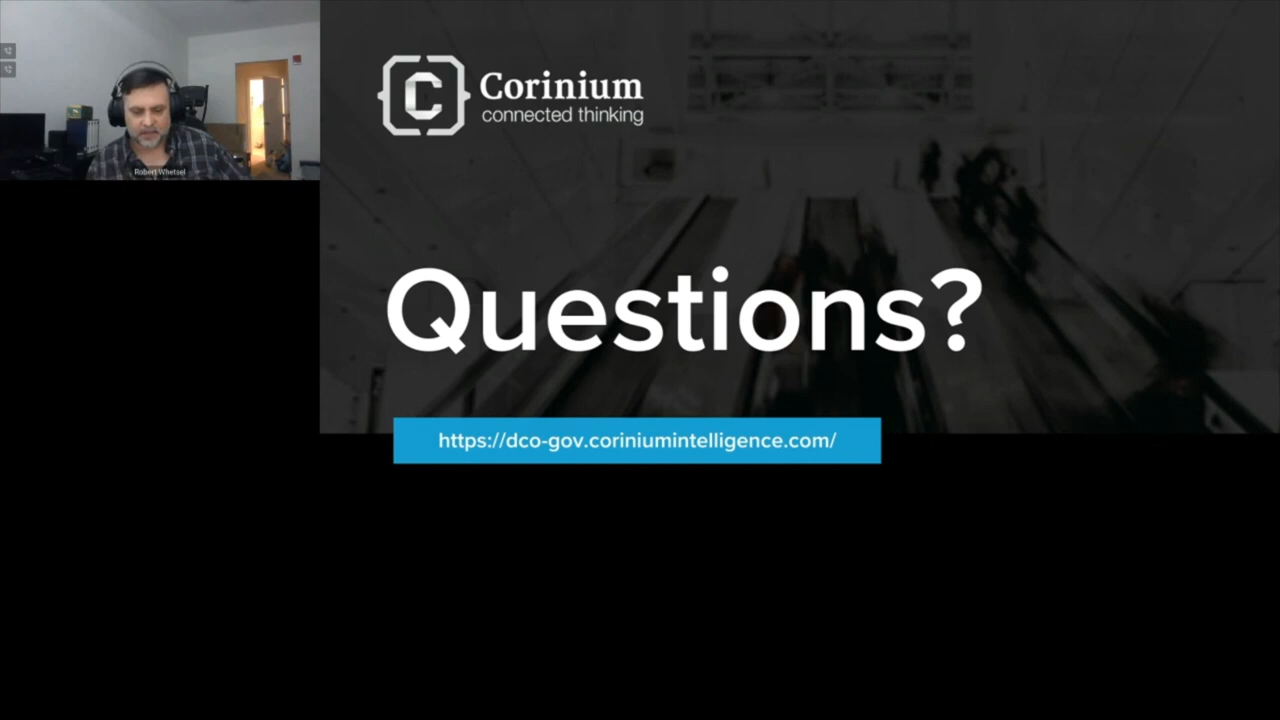 Robert Whetsel
C
Corinium
connected thinking
Questions?
https://dco-gov.coriniumintelligence.com/